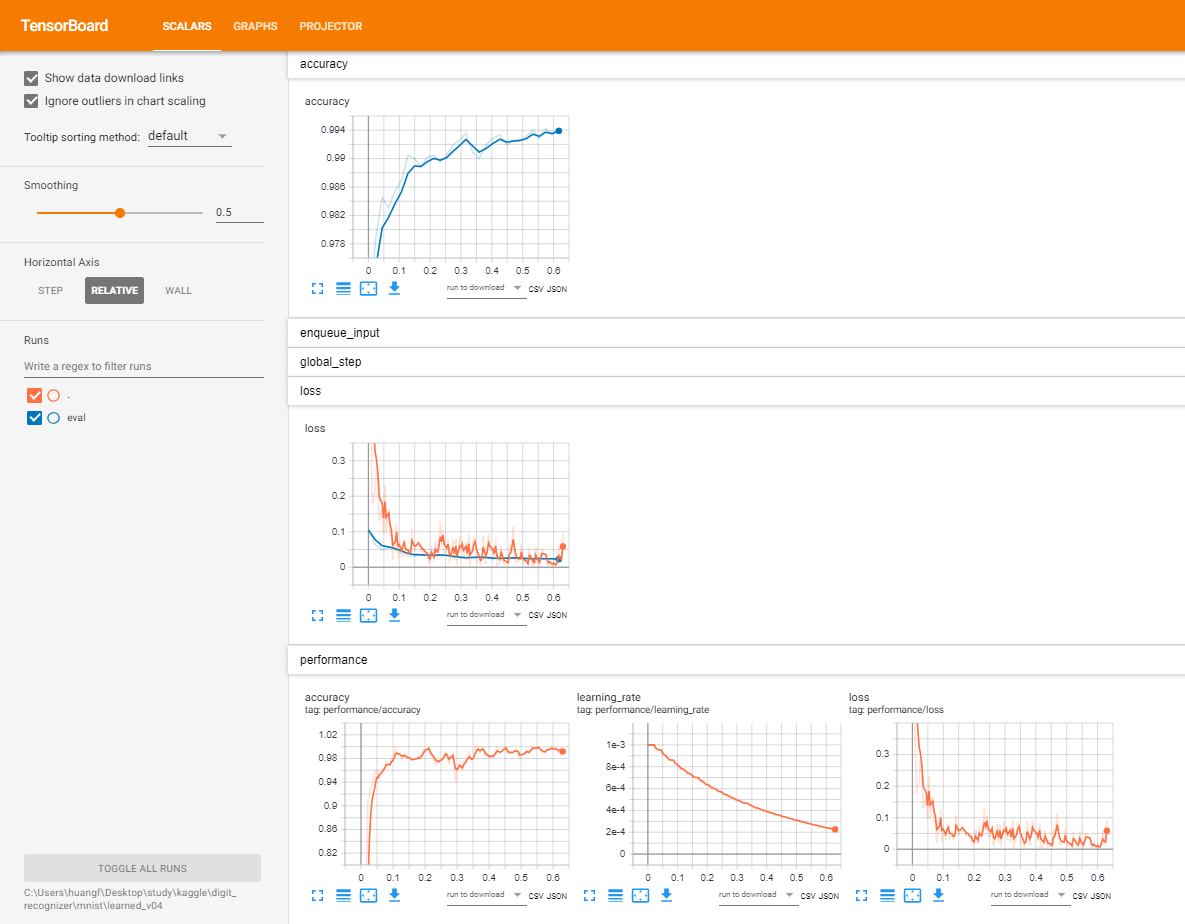 TensorBoard SCALARS GRAPHS PROJECTOR
Show data download links
Ignore outliers in chart scaling
Tooltip sorting method: default
Smoothing
0.5
Horizontal Axis
STEP RELATIVE WALL
Runs
Write a regex to filter runs
.
eval
TOGGLE ALL RUNS
C:\Users\huangf\Desktop\study\kaggle\digit_
recognizer\mnist\learned_v04
accuracy
accuracy
0.994
0.99
0.986
0.982
0.978
0 0.1 0.2 0.3 0.4 0.5 0.6
run to download CSV JSON
enqueue_input
global_step
loss
loss
0.3
0.2
0.1
0
0 0.1 0.2 0.3 0.4 0.5 0.6
run to download CSV JSON
performance
accuracy
tag: performance/accuracy
1.02
0.98
0.94
0.9
0.86
0.82
0 0.1 0.2 0.3 0.4 0.5 0.6
run to download CSV JSON
learning_rate
tag: performance/learning_rate
1e-3
8e-4
6e-4
4e-4
2e-4
0
0 0.1 0.2 0.3 0.4 0.5 0.6
run to download CSV JSON
loss
tag: performance/loss
0.3
0.2
0.1
0
0 0.1 0.2 0.3 0.4 0.5 0.6
run to download CSV JSON